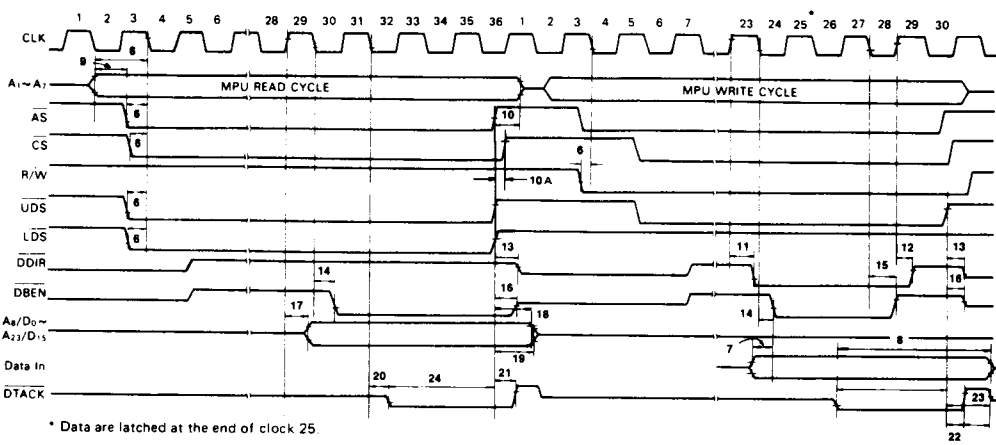 1 2 3 4 5 6 28 29 30 31 32 35 36 1 2 3 4 5 6 7 23 24 25* 26 27 28 29 30
CLK
9 6
A₁~A₇ MPU READ CYCLE MPU WRITE CYCLE
AS 6 10
CS 6 6
R/W 10 A
UDS 6
LDS 6
DDIR 13 11 12 13
DBEN 14 16 15 16
A₈/D₀~ 17 18 14
A₂₃/D₁₅ 19 7 8
Data In
DTACK 20 24 21 23
22
* Data are latched at the end of clock 25.